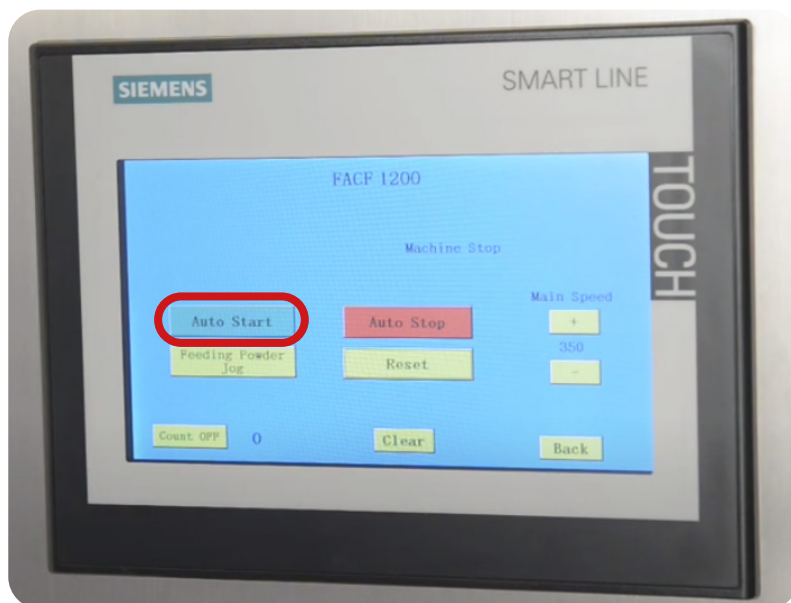 SIEMENS
SMART LINE
TOUCH
FACF 1200
Machine Stop
Main Speed
Auto Start
Auto Stop
+
350
Feeding Powder
Jog
Reset
-
Count OFF
0
Clear
Back